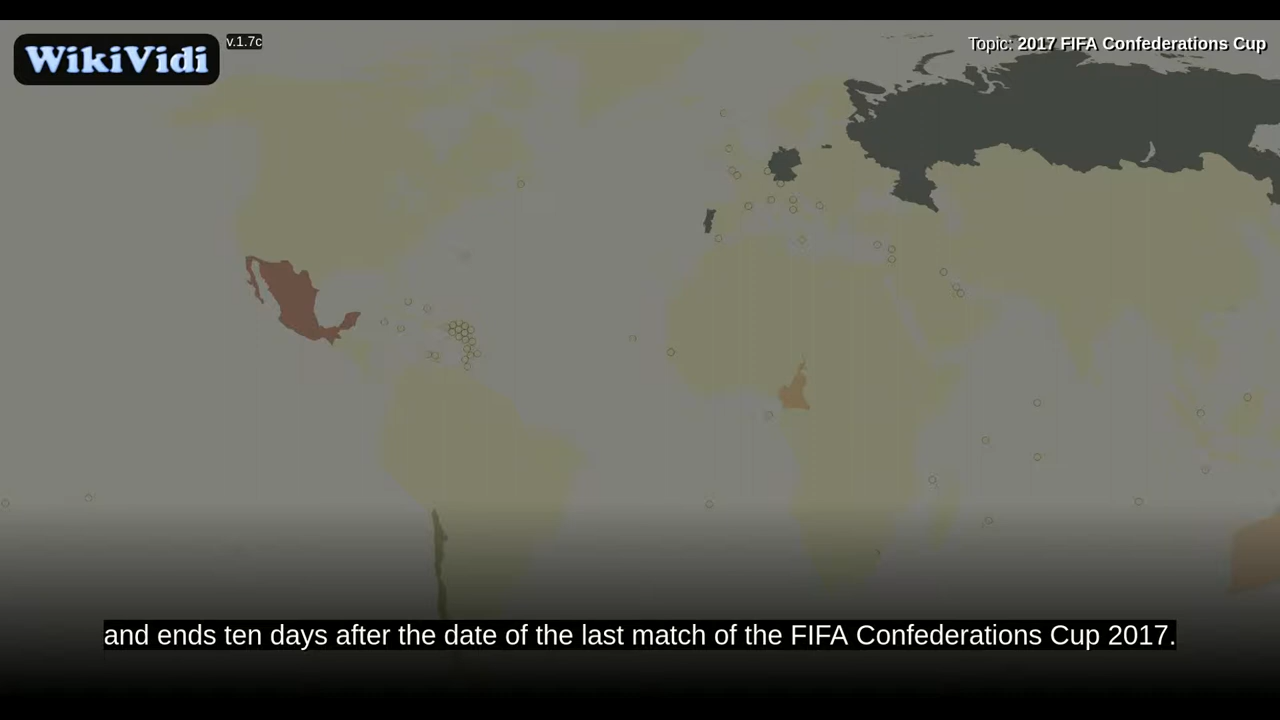 WikiVidi
v.1.7c
Topic: 2017 FIFA Confederations Cup
and ends ten days after the date of the last match of the FIFA Confederations Cup 2017.